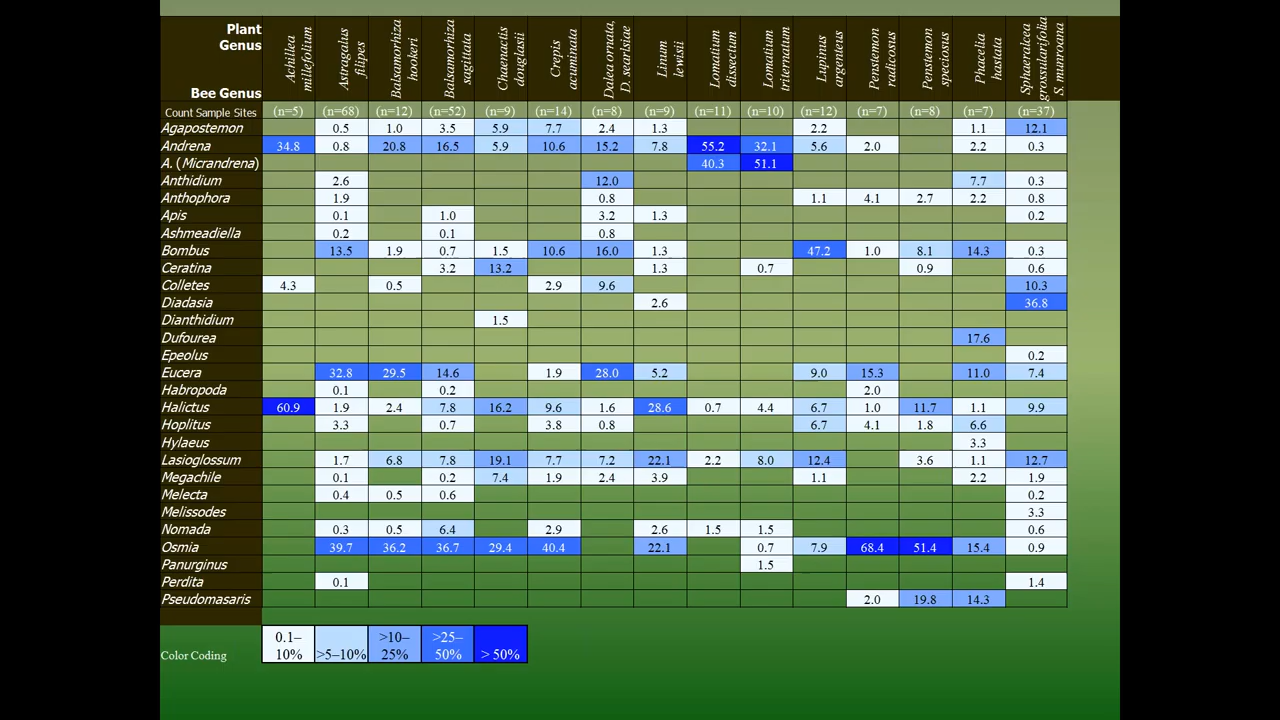 Plant Genus
Bee Genus
Achillea millefolium
Astragalus filipes
Balsamorhiza hookeri
Balsamorhiza sagitata
Chaenactis douglasii
Crepis acuminata
Dalea ornata, D. searlsiae
Linum lewisii
Lomatium dissectum
Lomatium triternatum
Lupinus argenteus
Penstemon radicosus
Penstemon speciosus
Phacelia hastata
Sphaeralcea grossularifolia S. munroana
Count Sample Sites (n=5) (n=68) (n=12) (n=52) (n=9) (n=14) (n=8) (n=9) (n=11) (n=10) (n=12) (n=7) (n=8) (n=7) (n=37)
Agapostemon 0.5 1.0 3.5 5.9 7.7 2.4 1.3 2.2 1.1 12.1
Andrena 34.8 0.8 20.8 16.5 5.9 10.6 15.2 7.8 55.2 32.1 5.6 2.0 2.2 0.3
A. (Micrandrena) 40.3 51.1
Anthidium 2.6 12.0 7.7 0.3
Anthophora 1.9 0.8 1.1 4.1 2.7 2.2 0.8
Apis 0.1 1.0 3.2 1.3 0.2
Ashmeadiella 0.2 0.1 0.8
Bombus 13.5 1.9 0.7 1.5 10.6 16.0 1.3 47.2 1.0 8.1 14.3 0.3
Ceratina 3.2 13.2 1.3 0.7 0.9 0.6
Colletes 4.3 0.5 2.9 9.6 10.3
Diadasia 2.6 36.8
Dianthidium 1.5
Dufourea 17.6
Epeolus 0.2
Eucera 32.8 29.5 14.6 1.9 28.0 5.2 9.0 15.3 11.0 7.4
Habropoda 0.1 0.2 2.0
Halictus 60.9 1.9 2.4 7.8 16.2 9.6 1.6 28.6 0.7 4.4 6.7 1.0 11.7 1.1 9.9
Hoplitus 3.3 0.7 3.8 0.8 6.7 4.1 1.8 6.6
Hylaeus 3.3
Lasioglossum 1.7 6.8 7.8 19.1 7.7 7.2 22.1 2.2 8.0 12.4 3.6 1.1 12.7
Megachile 0.1 0.2 7.4 1.9 2.4 3.9 1.1 2.2 1.9
Melecta 0.4 0.5 0.6 0.2
Melissodes 3.3
Nomada 0.3 0.5 6.4 2.9 2.6 1.5 1.5 0.6
Osmia 39.7 36.2 36.7 29.4 40.4 22.1 0.7 7.9 68.4 51.4 15.4 0.9
Panurginus 1.5
Perdita 0.1 1.4
Pseudomasaris 2.0 19.8 14.3
Color Coding 0.1–10% >5–10% >10–25% >25–50% > 50%